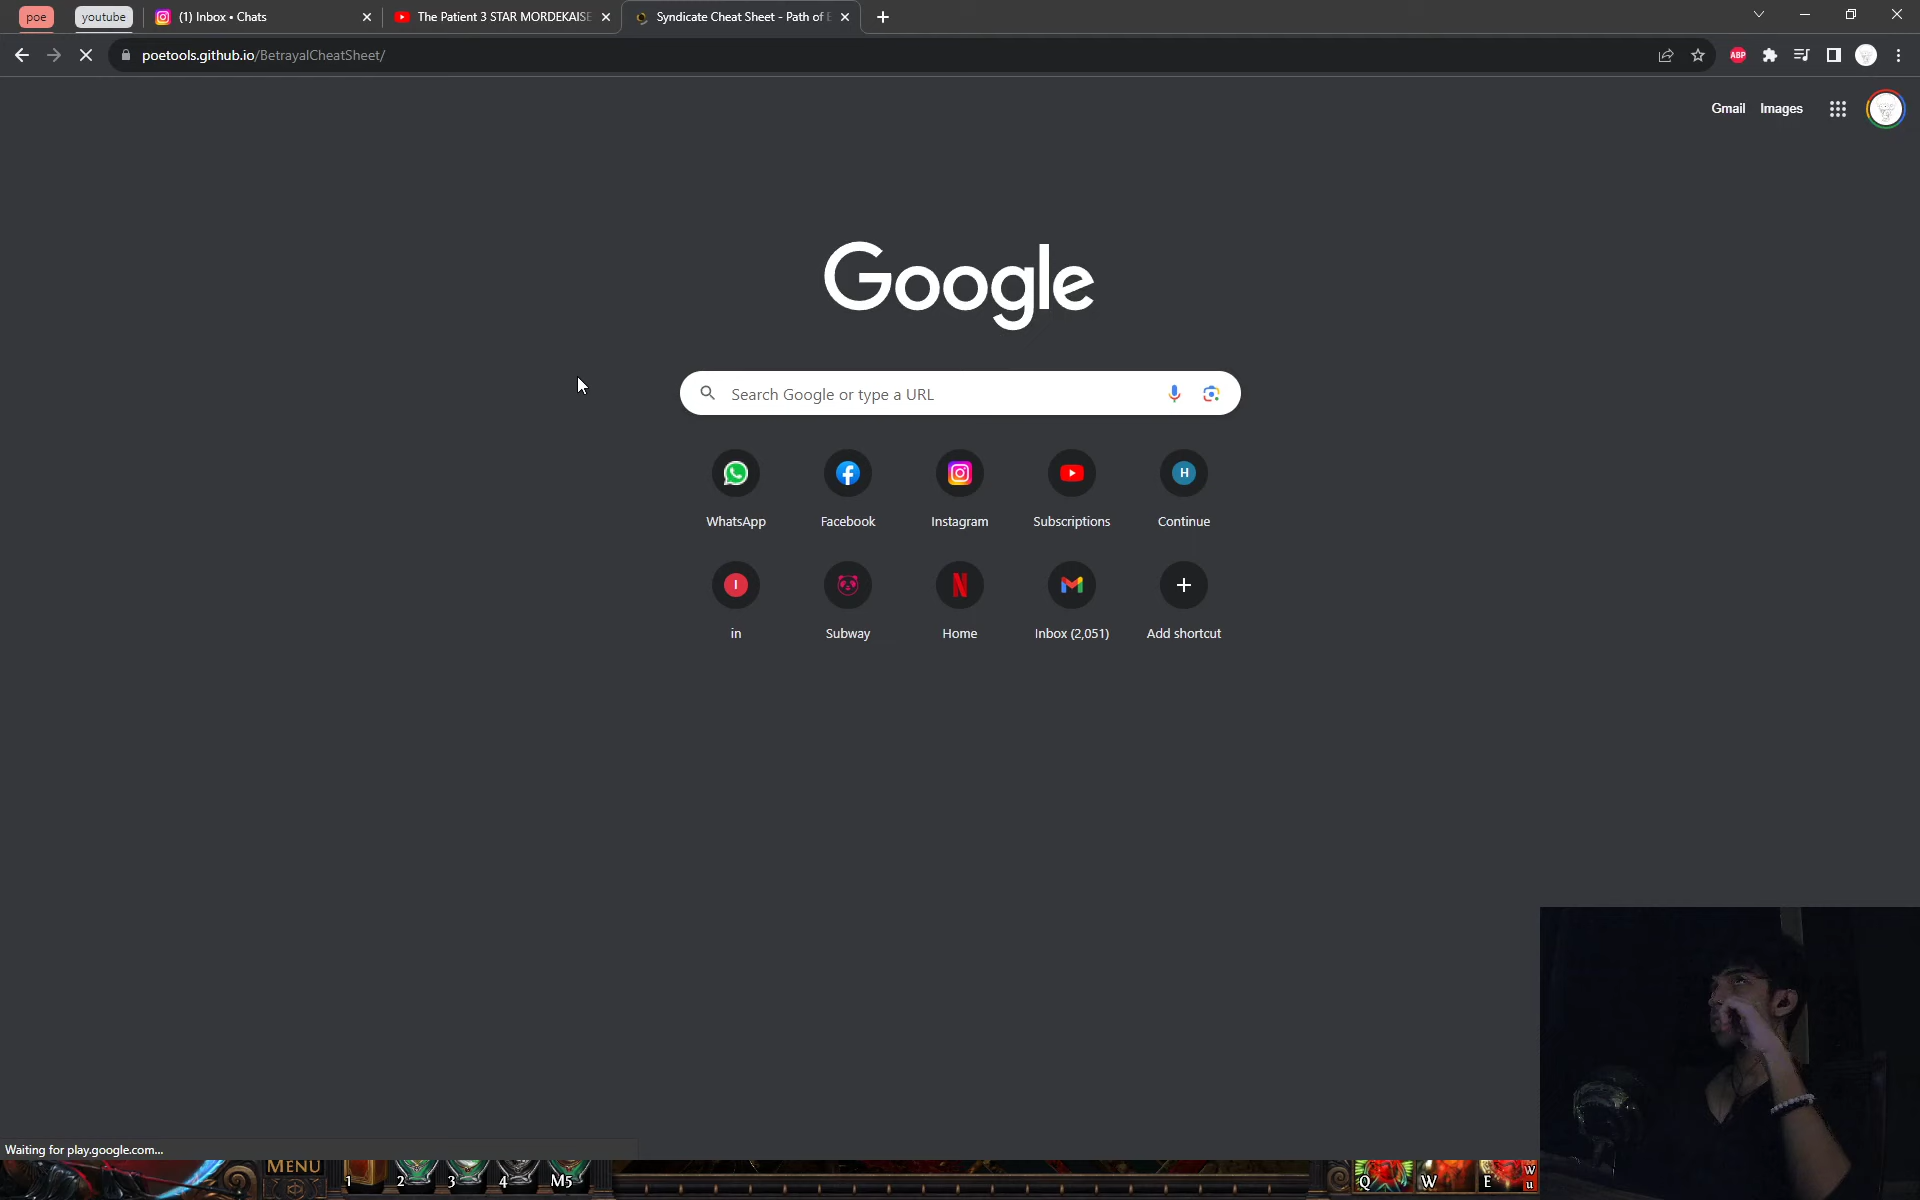 poe
youtube
(1) Inbox • Chats
The Patient 3 STAR MORDEKAISE
Syndicate Cheat Sheet - Path of E
poetools.github.io/BetrayalCheatSheet/
ABP
Gmail
Images
Google
Search Google or type a URL
H
WhatsApp
Facebook
Instagram
Subscriptions
Continue
I
N
in
Subway
Home
Inbox (2,051)
Add shortcut
Waiting for play.google.com...
MENU
1
2
3
4
M5
Q
W
E
W
u